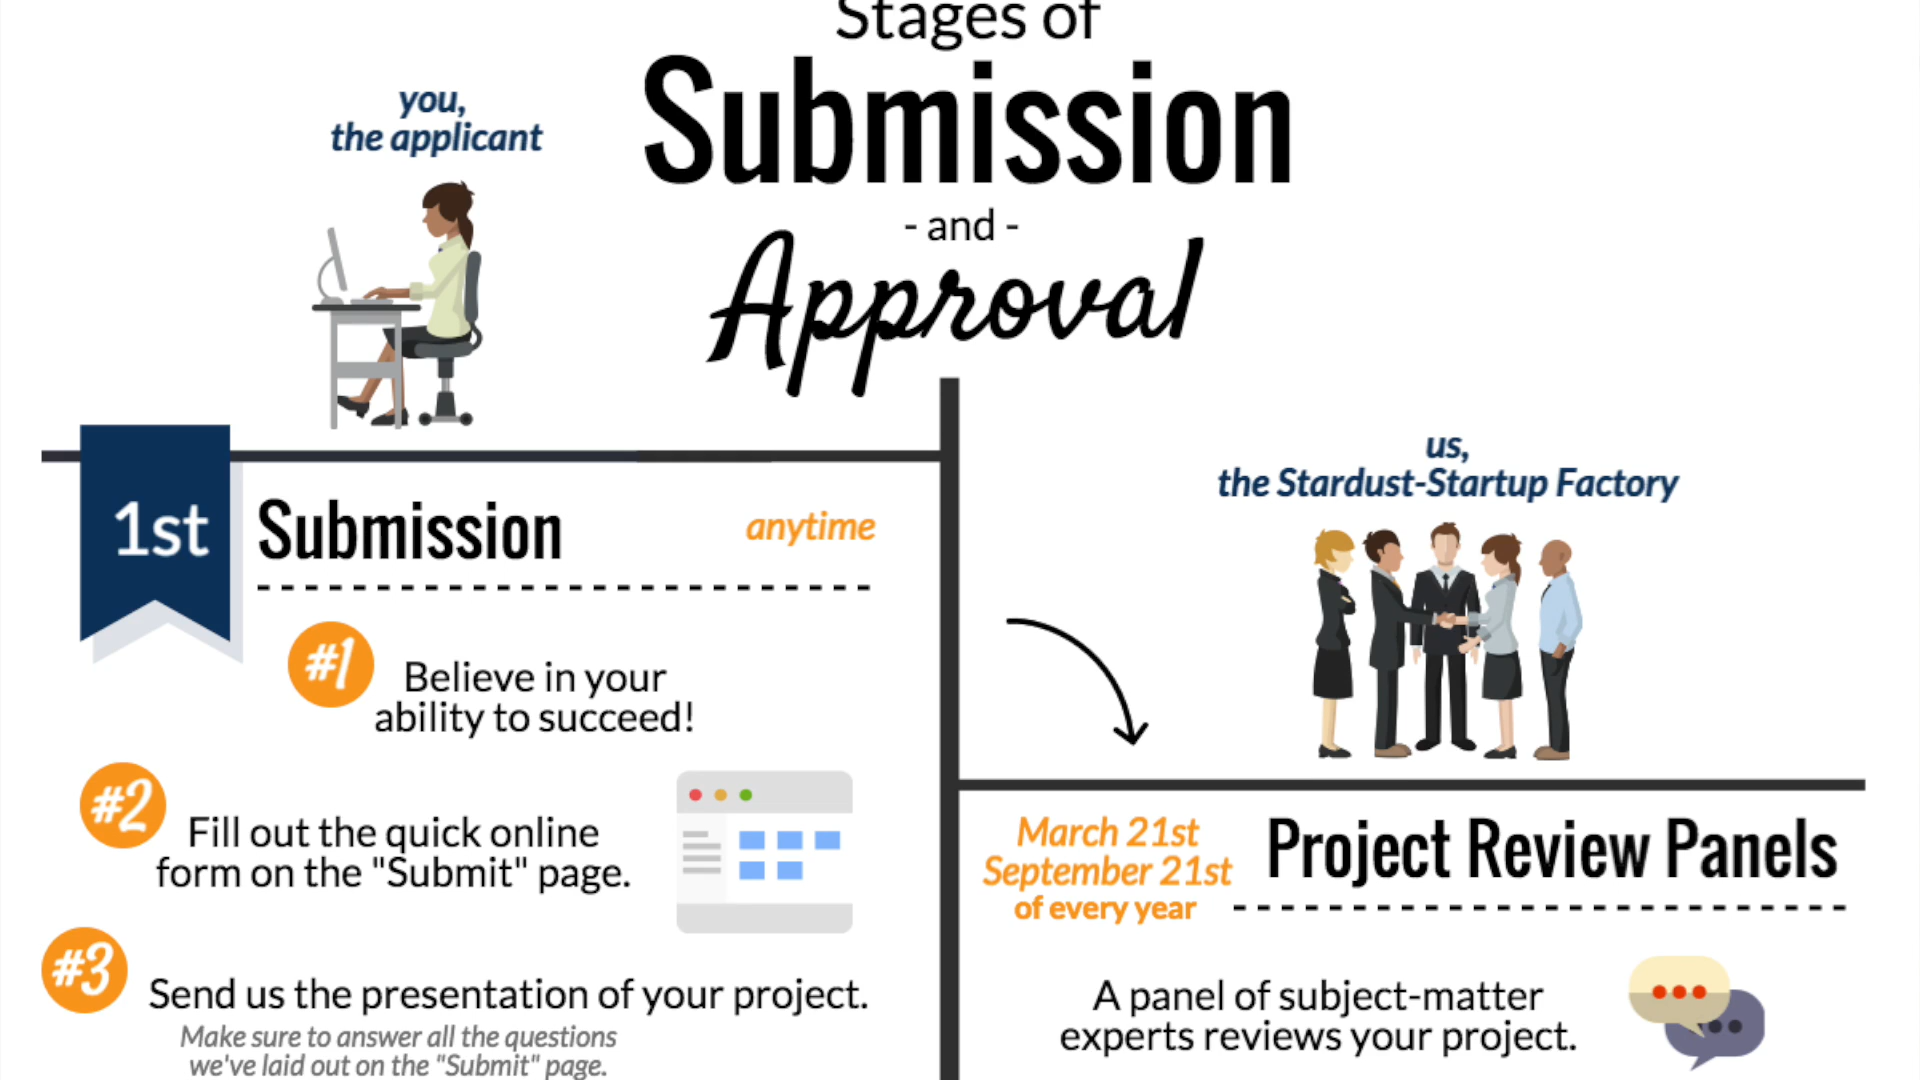 Stages of
Submission
- and -
Approval
you,
the applicant
1st
Submission
anytime
#1
Believe in your
ability to succeed!
#2
Fill out the quick online
form on the "Submit" page.
#3
Send us the presentation of your project.
Make sure to answer all the questions
we've laid out on the "Submit" page.
us,
the Stardust-Startup Factory
March 21st
September 21st
of every year
Project Review Panels
A panel of subject-matter
experts reviews your project.